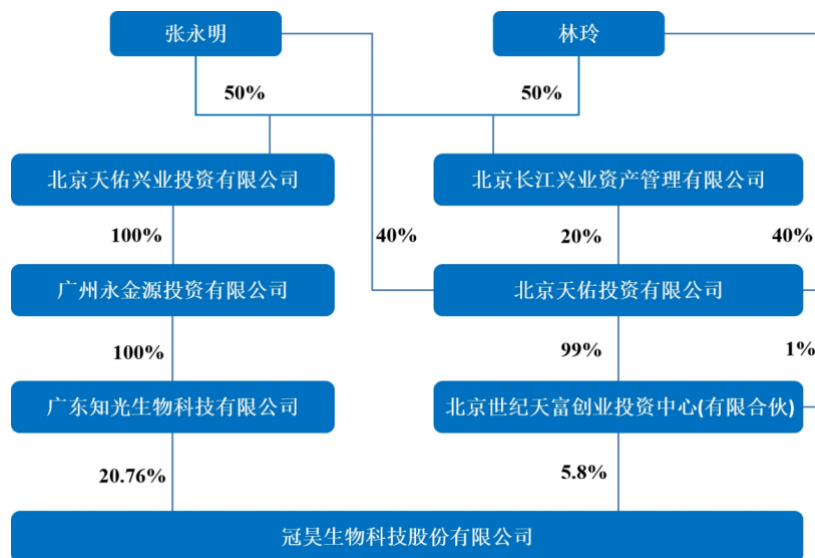 张永明
林玲
50%
50%
北京天佑兴业投资有限公司
北京长江兴业资产管理有限公司
100%
40%
20%
40%
广州永金源投资有限公司
北京天佑投资有限公司
100%
99%
1%
广东知光生物科技有限公司
北京世纪天富创业投资中心(有限合伙)
20.76%
5.8%
冠昊生物科技股份有限公司